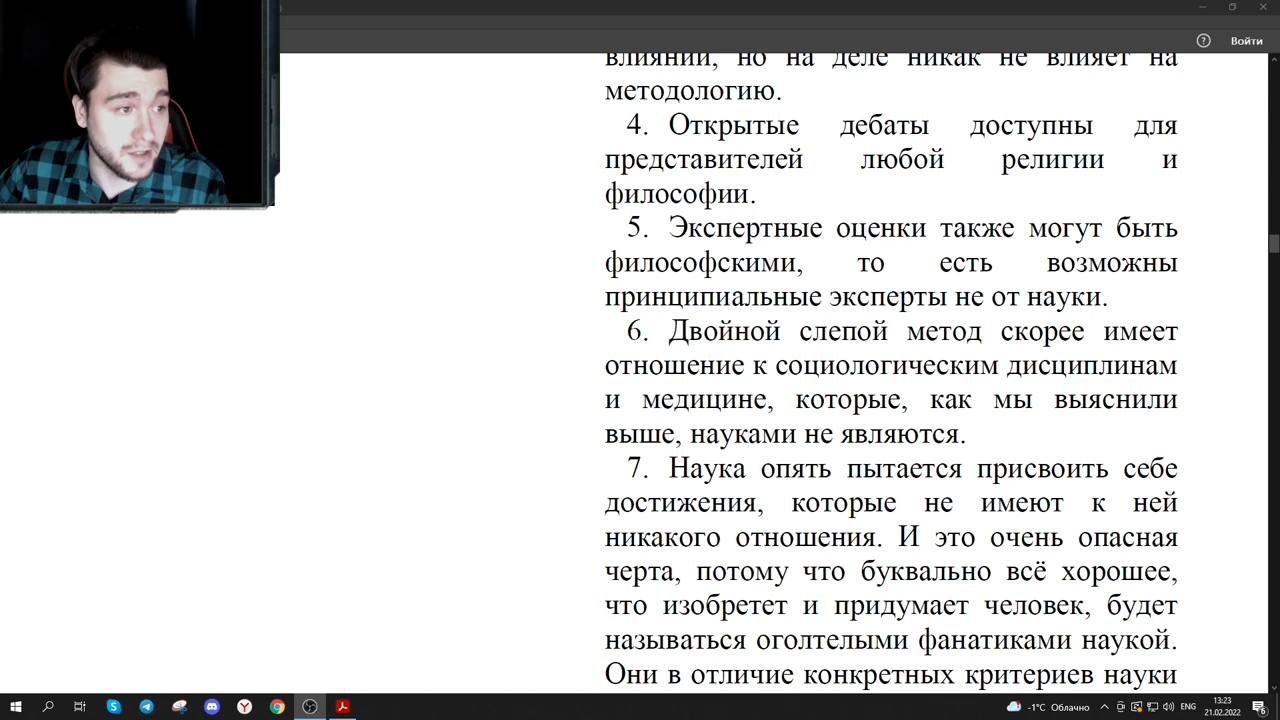 Войти
влиянии, но на деле никак не влияет на
методологию.
4. Открытые дебаты доступны для
представителей любой религии и
философии.
5. Экспертные оценки также могут быть
философскими, то есть возможны
принципиальные эксперты не от науки.
6. Двойной слепой метод скорее имеет
отношение к социологическим дисциплинам
и медицине, которые, как мы выяснили
выше, науками не являются.
7. Наука опять пытается присвоить себе
достижения, которые не имеют к ней
никакого отношения. И это очень опасная
черта, потому что буквально всё хорошее,
что изобретет и придумает человек, будет
называться оголтелыми фанатиками наукой.
Они в отличие конкретных критериев науки
-1°C Облачно
ENG
13:23
21.02.2022
6